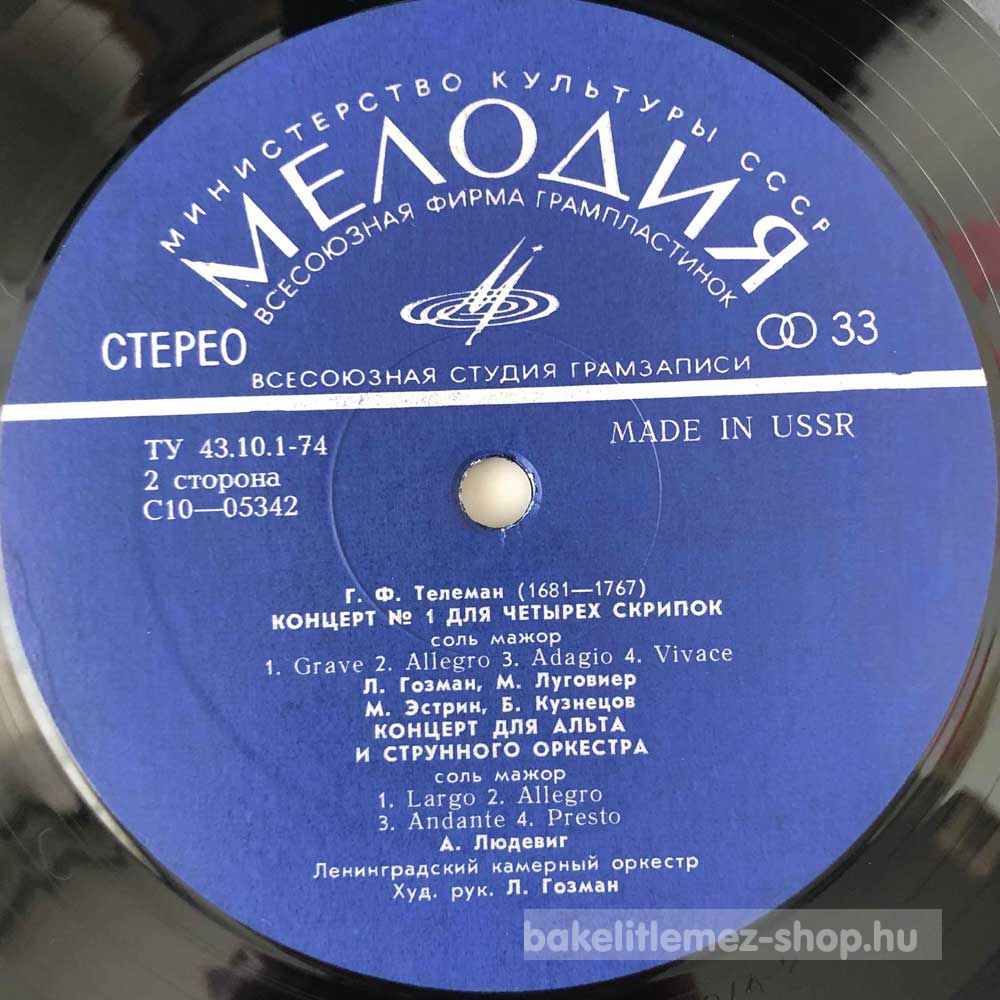 МИНИСТЕРСТВО КУЛЬТУРЫ СССР
МЕЛОДИЯ
ВСЕСОЮЗНАЯ ФИРМА ГРАМПЛАСТИНОК
СТЕРЕО
33
ВСЕСОЮЗНАЯ СТУДИЯ ГРАМЗАПИСИ
ТУ 43.10.1-74
MADE IN USSR
2 сторона
С10—05342
Г. Ф. Телеман (1681—1767)
КОНЦЕРТ № 1 ДЛЯ ЧЕТЫРЕХ СКРИПОК
соль мажор
1. Grave 2. Allegro 3. Adagio 4. Vivace
Л. Гозман, М. Луговиер
М. Эстрин, Б. Кузнецов
КОНЦЕРТ ДЛЯ АЛЬТА
И СТРУННОГО ОРКЕСТРА
соль мажор
1. Largo 2. Allegro
3. Andante 4. Presto
А. Людевиг
Ленинградский камерный оркестр
Худ. рук. Л. Гозман
bakelitlemez-shop.hu